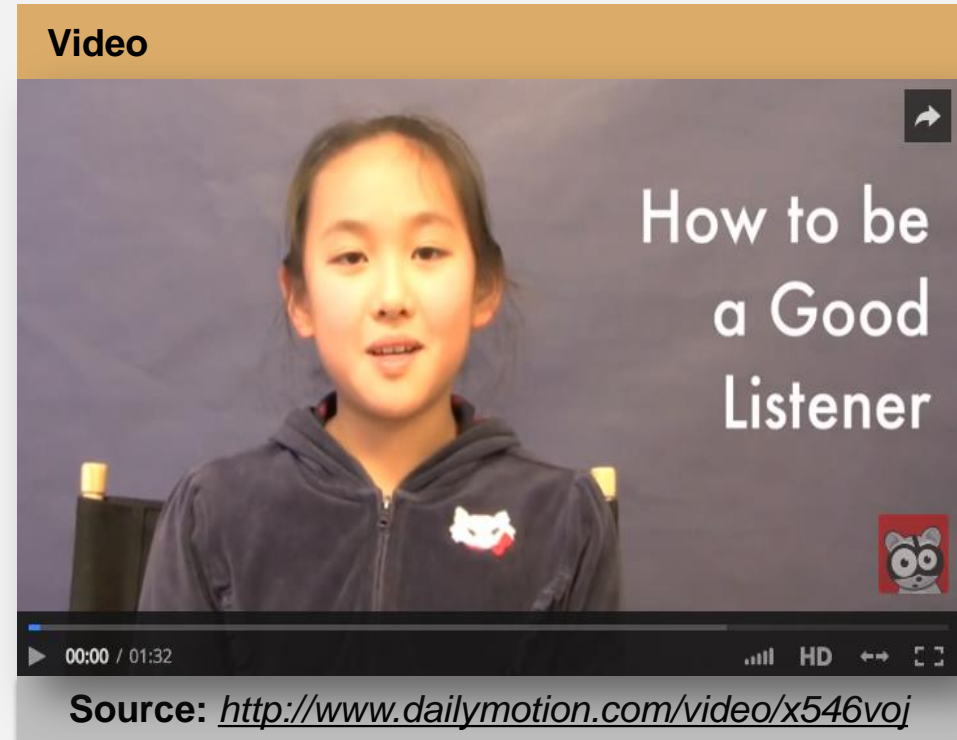 Video
How to be
a Good
Listener
00:00 / 01:32
HD
Source: http://www.dailymotion.com/video/x546voj